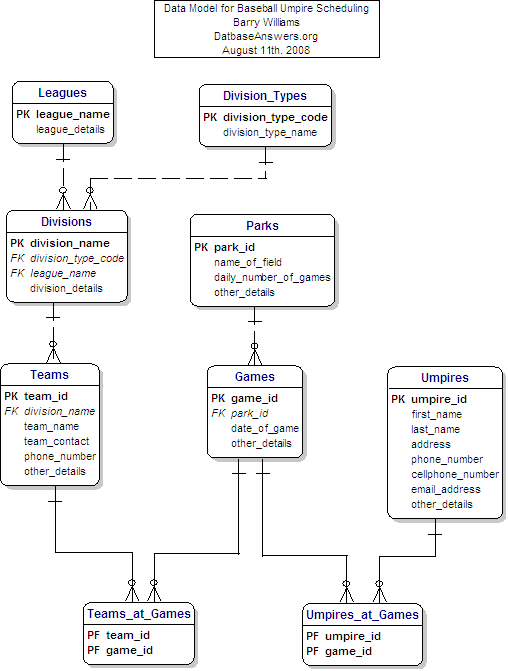 Data Model for Baseball Umpire Scheduling
Barry Williams
DatbaseAnswers.org
August 11th. 2008
Leagues
PK league_name
league_details
Division_Types
PK division_type_code
division_type_name
Divisions
PK division_name
FK division_type_code
FK league_name
division_details
Parks
PK park_id
name_of_field
daily_number_of_games
other_details
Teams
PK team_id
FK division_name
team_name
team_contact
phone_number
other_details
Games
PK game_id
FK park_id
date_of_game
other_details
Umpires
PK umpire_id
first_name
last_name
address
phone_number
cellphone_number
email_address
other_details
Teams_at_Games
PF team_id
PF game_id
Umpires_at_Games
PF umpire_id
PF game_id